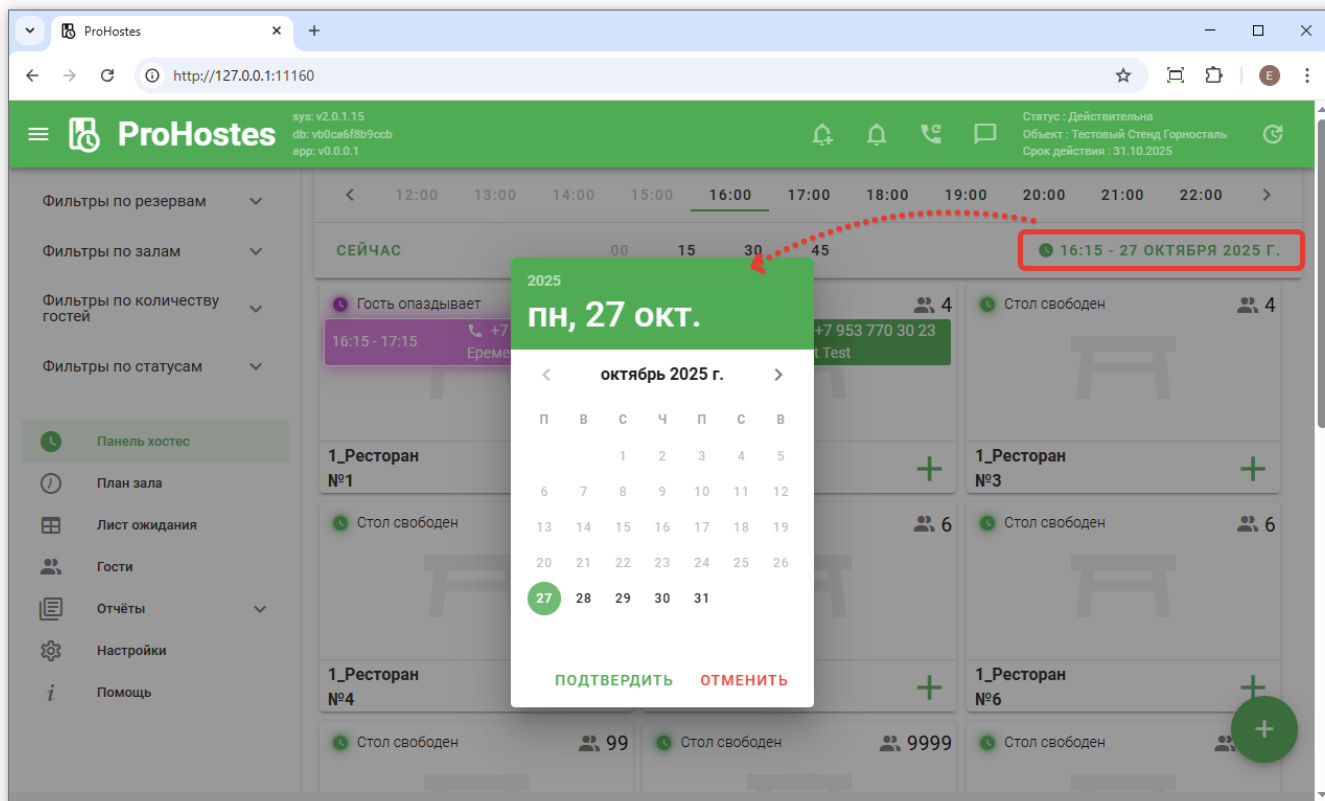 ProHostes
http://127.0.0.1:11160
E
ProHostes
sys: v2.0.1.15
db: vb0ca6f8b9ccb
app: v0.0.0.1
Статус : Действительна
Объект : Тестовый Стенд Горносталь
Срок действия : 31.10.2025
Фильтры по резервам
Фильтры по залам
Фильтры по количеству
гостей
Фильтры по статусам
Панель хостес
План зала
Лист ожидания
Гости
Отчёты
Настройки
i Помощь
12:00 13:00 14:00 15:00 16:00 17:00 18:00 19:00 20:00 21:00 22:00
СЕЙЧАС 00 15 30 45 16:15 - 27 ОКТЯБРЯ 2025 Г.
Гость опаздывает
16:15 - 17:15 +7
Ереме
4
+7 953 770 30 23
t Test
Стол свободен 4
1_Ресторан
№1
1_Ресторан
№3
Стол свободен
6
Стол свободен 6
1_Ресторан
№4
1_Ресторан
№6
Стол свободен 99
Стол свободен 9999
Стол свободен
2025
пн, 27 окт.
октябрь 2025 г.
П В С Ч П С В
1 2 3 4 5
6 7 8 9 10 11 12
13 14 15 16 17 18 19
20 21 22 23 24 25 26
27 28 29 30 31
ПОДТВЕРДИТЬ ОТМЕНИТЬ